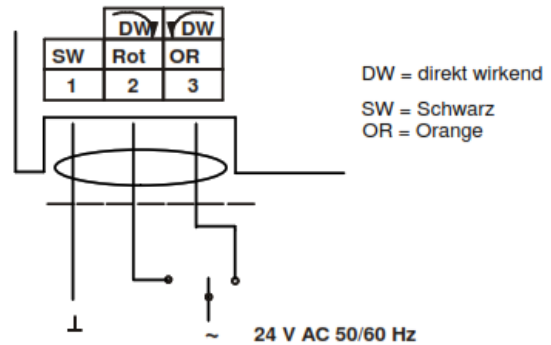 DW DW
SW Rot OR
1 2 3
DW = direkt wirkend
SW = Schwarz
OR = Orange
~ 24 V AC 50/60 Hz